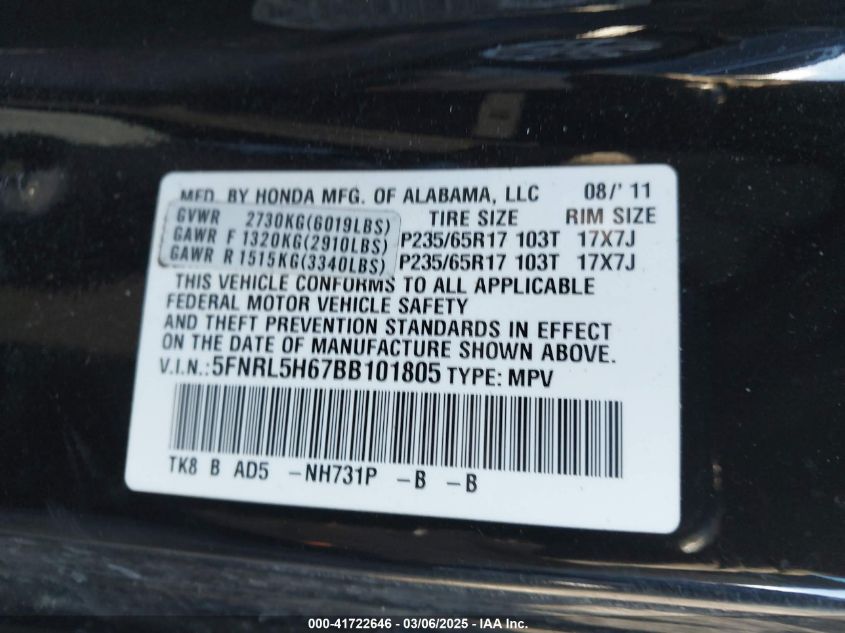 MFD. BY HONDA MFG. OF ALABAMA, LLC 08/' 11
GVWR 2730KG(6019LBS) TIRE SIZE RIM SIZE
GAWR F 1320KG(2910LBS) P235/65R17 103T 17X7J
GAWR R 1515KG(3340LBS) P235/65R17 103T 17X7J
THIS VEHICLE CONFORMS TO ALL APPLICABLE
FEDERAL MOTOR VEHICLE SAFETY
AND THEFT PREVENTION STANDARDS IN EFFECT
ON THE DATE OF MANUFACTURE SHOWN ABOVE.
V.I.N.: 5FNRL5H67BB101805 TYPE: MPV
TK8 B AD5 -NH731P -B -B
000-41722646 - 03/06/2025 - IAA Inc.